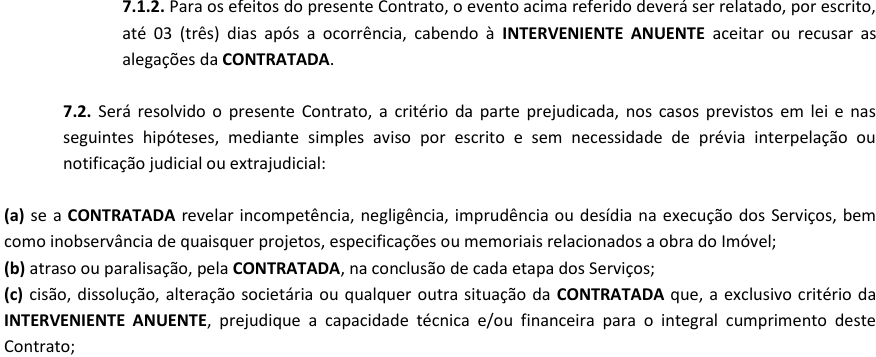 7.1.2. Para os efeitos do presente Contrato, o evento acima referido deverá ser relatado, por escrito,
até 03 (três) dias após a ocorrência, cabendo à INTERVENIENTE ANUENTE aceitar ou recusar as
alegações da CONTRATADA.
7.2. Será resolvido o presente Contrato, a critério da parte prejudicada, nos casos previstos em lei e nas
seguintes hipóteses, mediante simples aviso por escrito e sem necessidade de prévia interpelação ou
notificação judicial ou extrajudicial:
(a) se a CONTRATADA revelar incompetência, negligência, imprudência ou desídia na execução dos Serviços, bem
como inobservância de quaisquer projetos, especificações ou memoriais relacionados a obra do Imóvel;
(b) atraso ou paralisação, pela CONTRATADA, na conclusão de cada etapa dos Serviços;
(c) cisão, dissolução, alteração societária ou qualquer outra situação da CONTRATADA que, a exclusivo critério da
INTERVENIENTE ANUENTE, prejudique a capacidade técnica e/ou financeira para o integral cumprimento deste
Contrato;